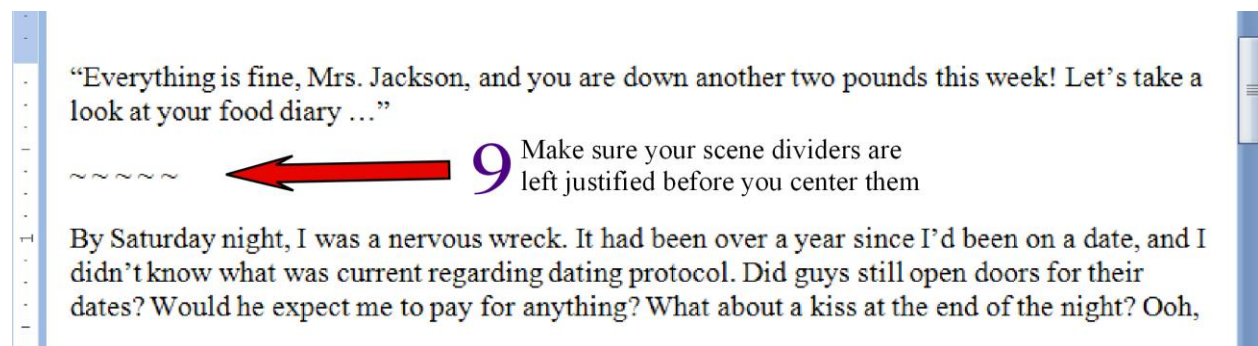 “Everything is fine, Mrs. Jackson, and you are down another two pounds this week! Let’s take a
look at your food diary …”
~ ~ ~ ~ ~
9 Make sure your scene dividers are
left justified before you center them
By Saturday night, I was a nervous wreck. It had been over a year since I’d been on a date, and I
didn’t know what was current regarding dating protocol. Did guys still open doors for their
dates? Would he expect me to pay for anything? What about a kiss at the end of the night? Ooh,
1